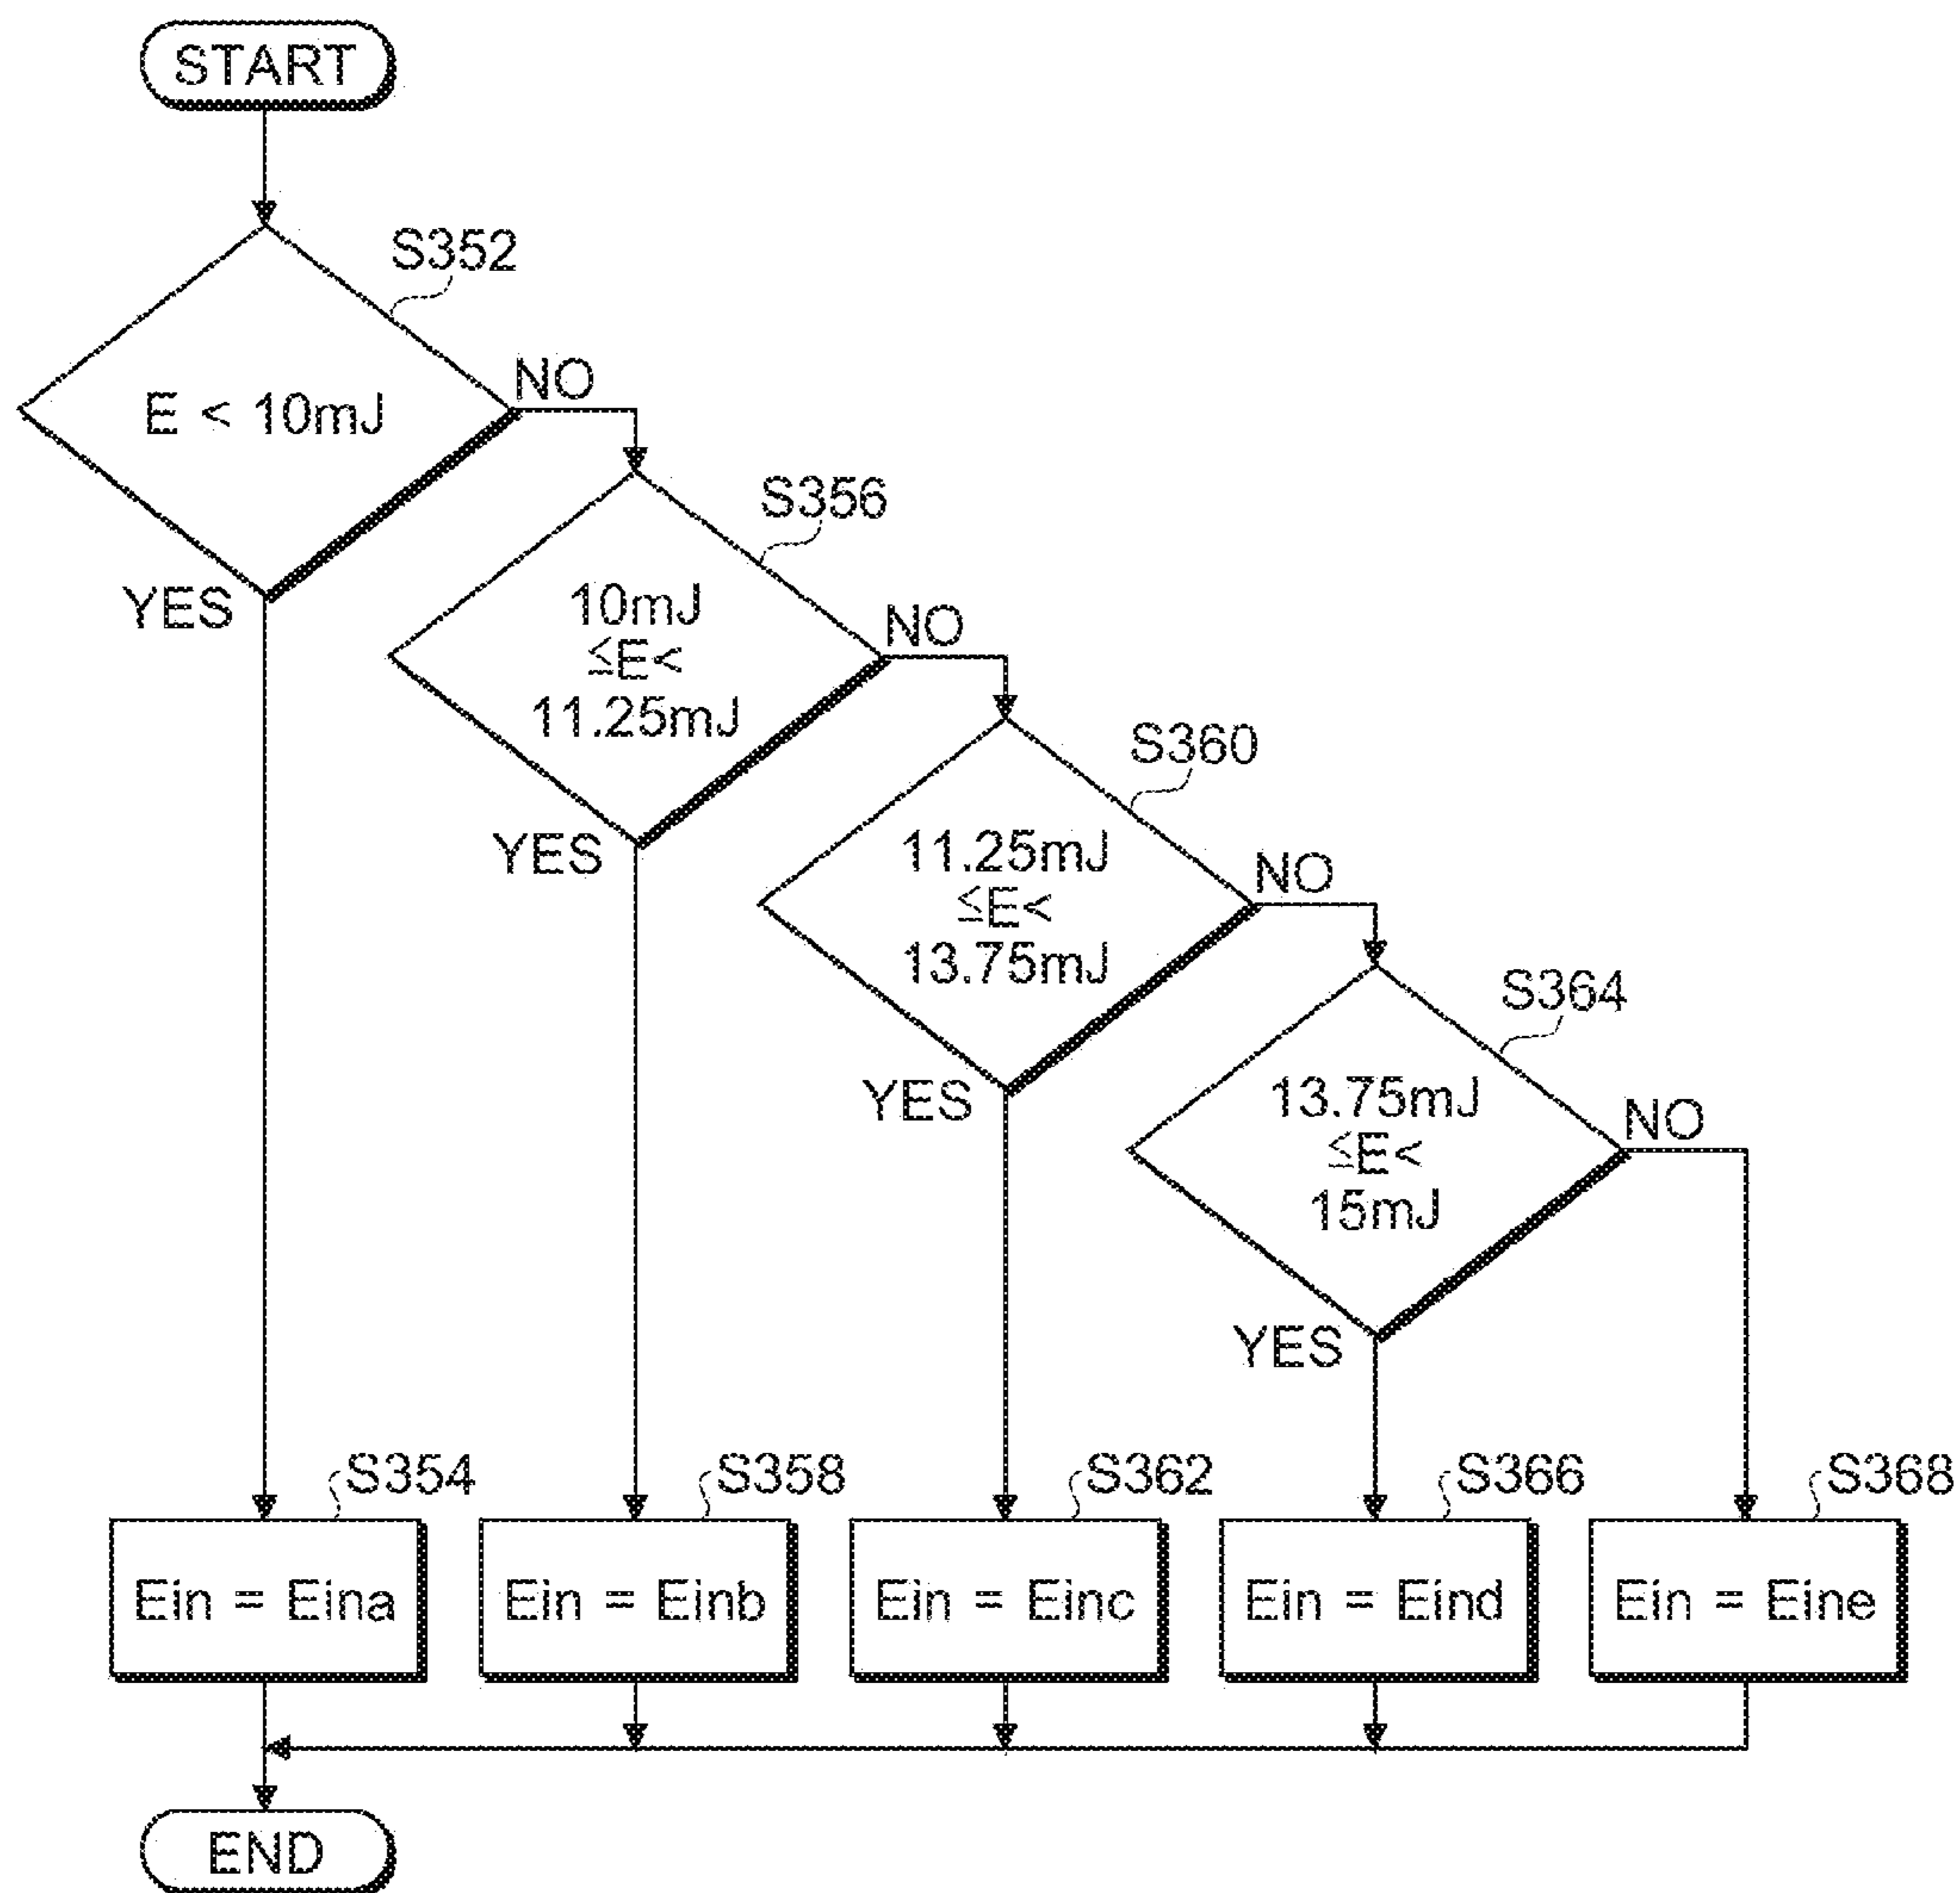 START
S352
E < 10mJ
NO
YES
S356
10mJ
≦E<
11.25mJ
NO
YES
S360
11.25mJ
≦E<
13.75mJ
NO
YES
S364
13.75mJ
≦E<
15mJ
NO
YES
S354
S358
S362
S366
S368
Ein = Eina
Ein = Einb
Ein = Einc
Ein = Eind
Ein = Eine
END